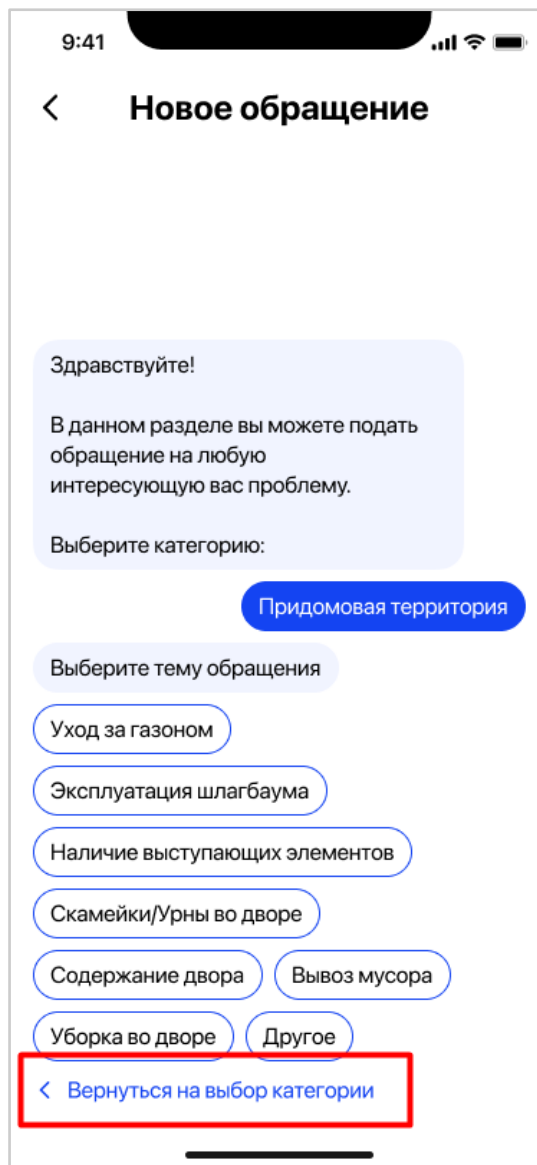 9:41
Новое обращение
Здравствуйте!
В данном разделе вы можете подать
обращение на любую
интересующую вас проблему.
Выберите категорию:
Придомовая территория
Выберите тему обращения
Уход за газоном
Эксплуатация шлагбаума
Наличие выступающих элементов
Скамейки/Урны во дворе
Содержание двора Вывоз мусора
Уборка во дворе Другое
Вернуться на выбор категории